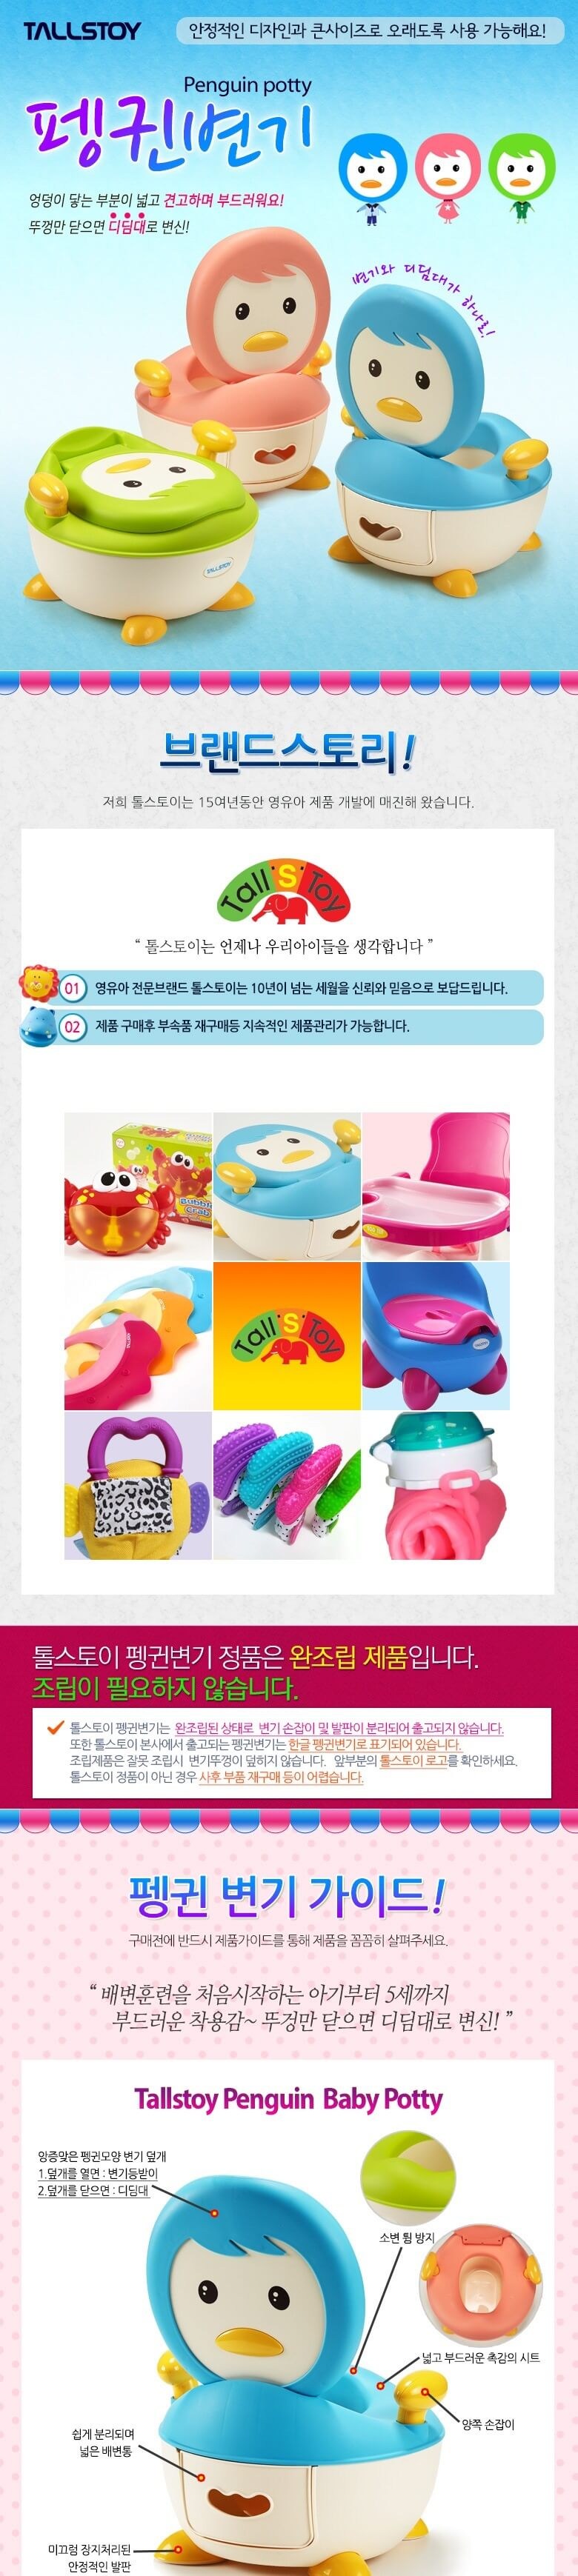 TALLSTOY
안정적인 디자인과 큰사이즈로 오래도록 사용 가능해요!
Penguin potty
펭귄변기
엉덩이 닿는 부분이 넓고 견고하며 부드러워요!
뚜껑만 닫으면 디딤대로 변신!
변기와 디딤대가 하나로!
TALLSTOY
브랜드스토리!
저희 톨스토이는 15여년동안 영유아 제품 개발에 매진해 왔습니다.
Tall S Toy
“ 톨스토이는 언제나 우리아이들을 생각합니다 ”
01 영유아 전문브랜드 톨스토이는 10년이 넘는 세월을 신뢰와 믿음으로 보답드립니다.
02 제품 구매후 부속품 재구매등 지속적인 제품관리가 가능합니다.
Bubble
Crab
Tall S Toy
톨스토이 펭귄변기 정품은 완조립 제품입니다.
조립이 필요하지 않습니다.
톨스토이 펭귄변기는 완조립된 상태로 변기 손잡이 및 발판이 분리되어 출고되지 않습니다.
또한 톨스토이 본사에서 출고되는 펭귄변기는 한글 펭귄변기로 표기되어 있습니다.
조립제품은 잘못 조립시 변기뚜껑이 덮히지 않습니다. 앞부분의 톨스토이 로고를 확인하세요.
톨스토이 정품이 아닌 경우 사후 부품 재구매 등이 어렵습니다.
펭귄 변기 가이드!
구매전에 반드시 제품가이드를 통해 제품을 꼼꼼히 살펴주세요.
“ 배변훈련을 처음시작하는 아기부터 5세까지
부드러운 착용감~ 뚜껑만 닫으면 디딤대로 변신! ”
Tallstoy Penguin Baby Potty
앙증맞은 펭귄모양 변기 덮개
1.덮개를 열면 : 변기등받이
2.덮개를 닫으면 : 디딤대
소변 튐 방지
넓고 부드러운 촉감의 시트
양쪽 손잡이
쉽게 분리되며
넓은 배변통
미끄럼 장지처리된
안정적인 발판